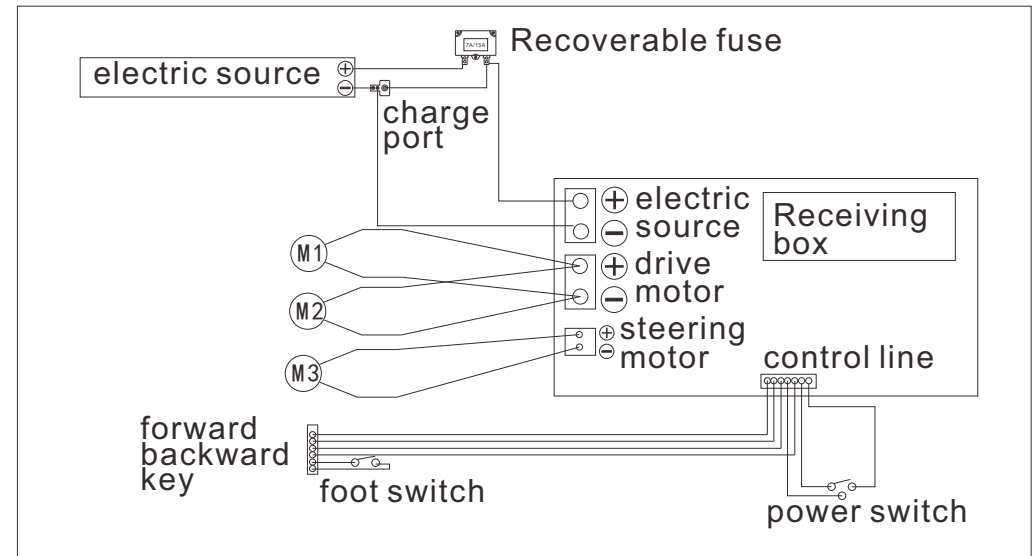 7A/15A
Recoverable fuse
electric source
+
−
charge
port
+
electric
−
source
Receiving
box
M1
+
drive
−
motor
M2
+
steering
−
motor
M3
control line
forward
backward
key
foot switch
power switch